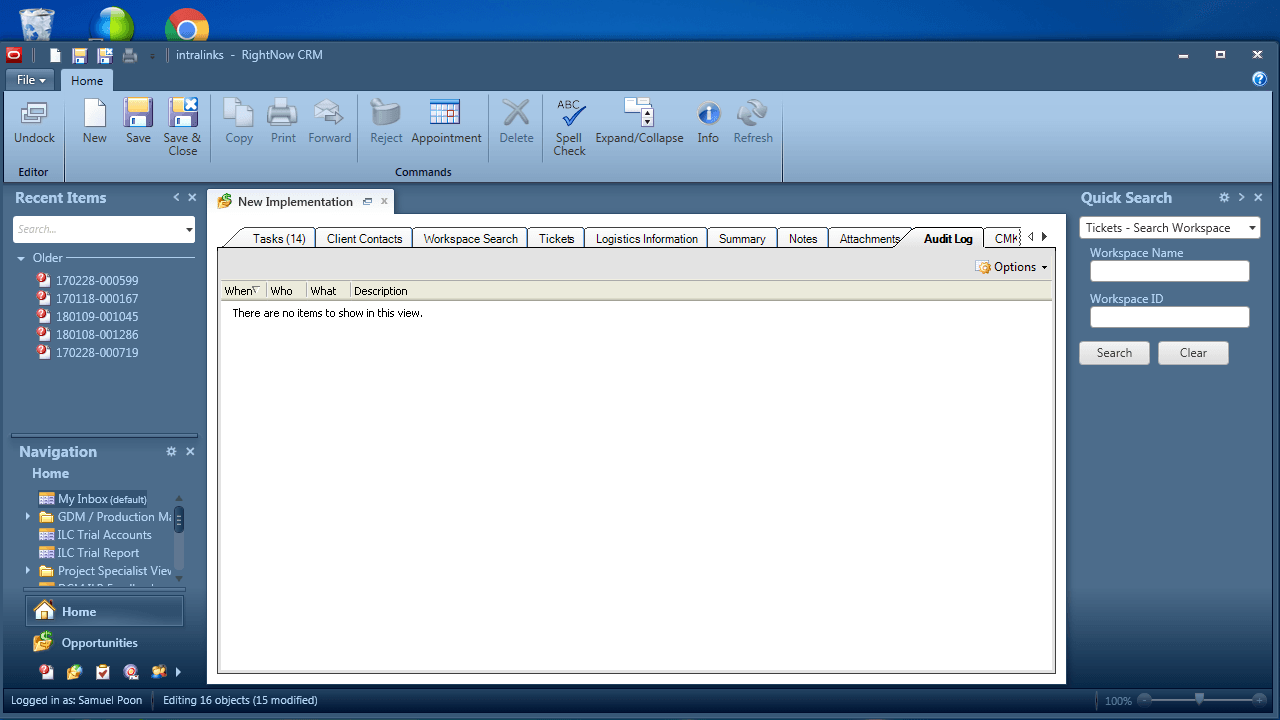 intralinks - RightNow CRM
File
Home
Undock
New
Save
Save & Close
Copy
Print
Forward
Reject
Appointment
Delete
ABC
Spell Check
Expand/Collapse
Info
Refresh
Editor
Commands
Recent Items
Search...
Older
170228-000599
170118-000167
180109-001045
180108-001286
170228-000719
Navigation
Home
My Inbox (default)
GDM / Production Ma
ILC Trial Accounts
ILC Trial Report
Project Specialist View
Home
Opportunities
New Implementation
Tasks (14)
Client Contacts
Workspace Search
Tickets
Logistics Information
Summary
Notes
Attachments
Audit Log
CMK
Options
When
Who
What
Description
There are no items to show in this view.
Quick Search
Tickets - Search Workspace
Workspace Name
Workspace ID
Search
Clear
Logged in as: Samuel Poon
Editing 16 objects (15 modified)
100%